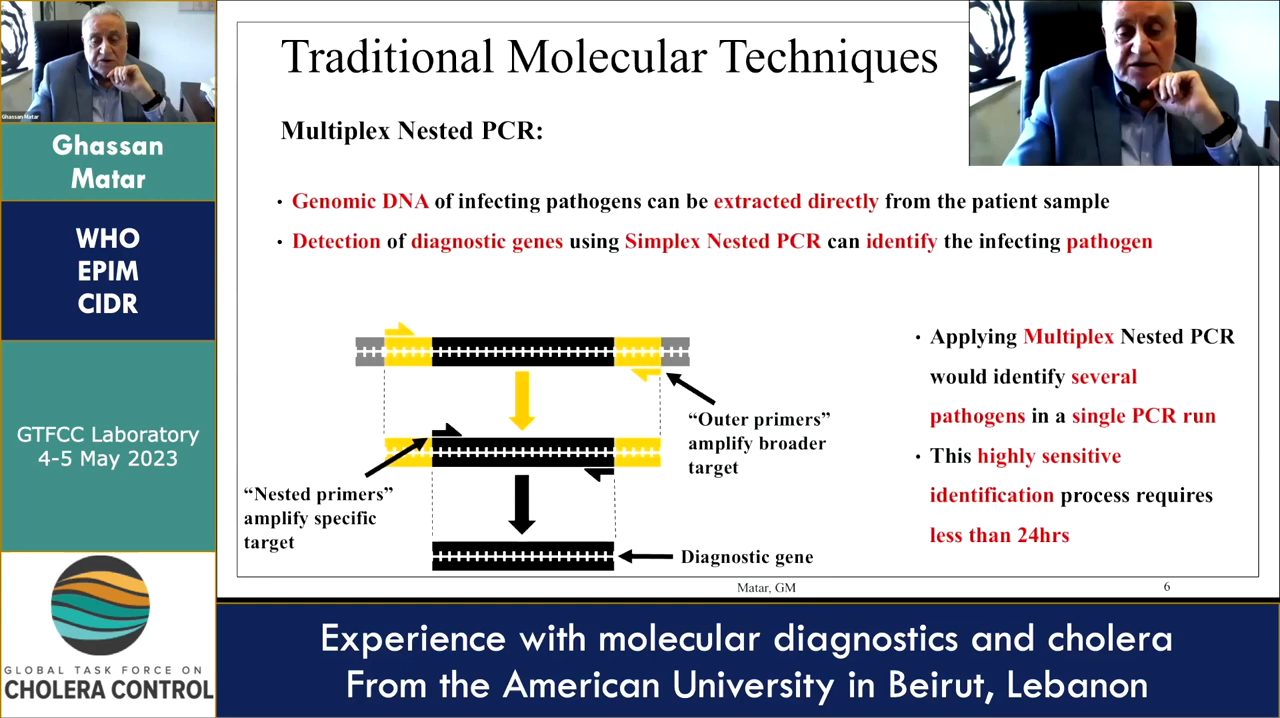 Ghassan Matar
Ghassan
Matar
WHO
EPIM
CIDR
GTFCC Laboratory
4-5 May 2023
GLOBAL TASK FORCE ON
CHOLERA CONTROL
Traditional Molecular Techniques
Multiplex Nested PCR:
• Genomic DNA of infecting pathogens can be extracted directly from the patient sample
• Detection of diagnostic genes using Simplex Nested PCR can identify the infecting pathogen
“Outer primers”
amplify broader
target
“Nested primers”
amplify specific
target
Diagnostic gene
• Applying Multiplex Nested PCR
would identify several
pathogens in a single PCR run
• This highly sensitive
identification process requires
less than 24hrs
Matar, GM
6
Experience with molecular diagnostics and cholera
From the American University in Beirut, Lebanon